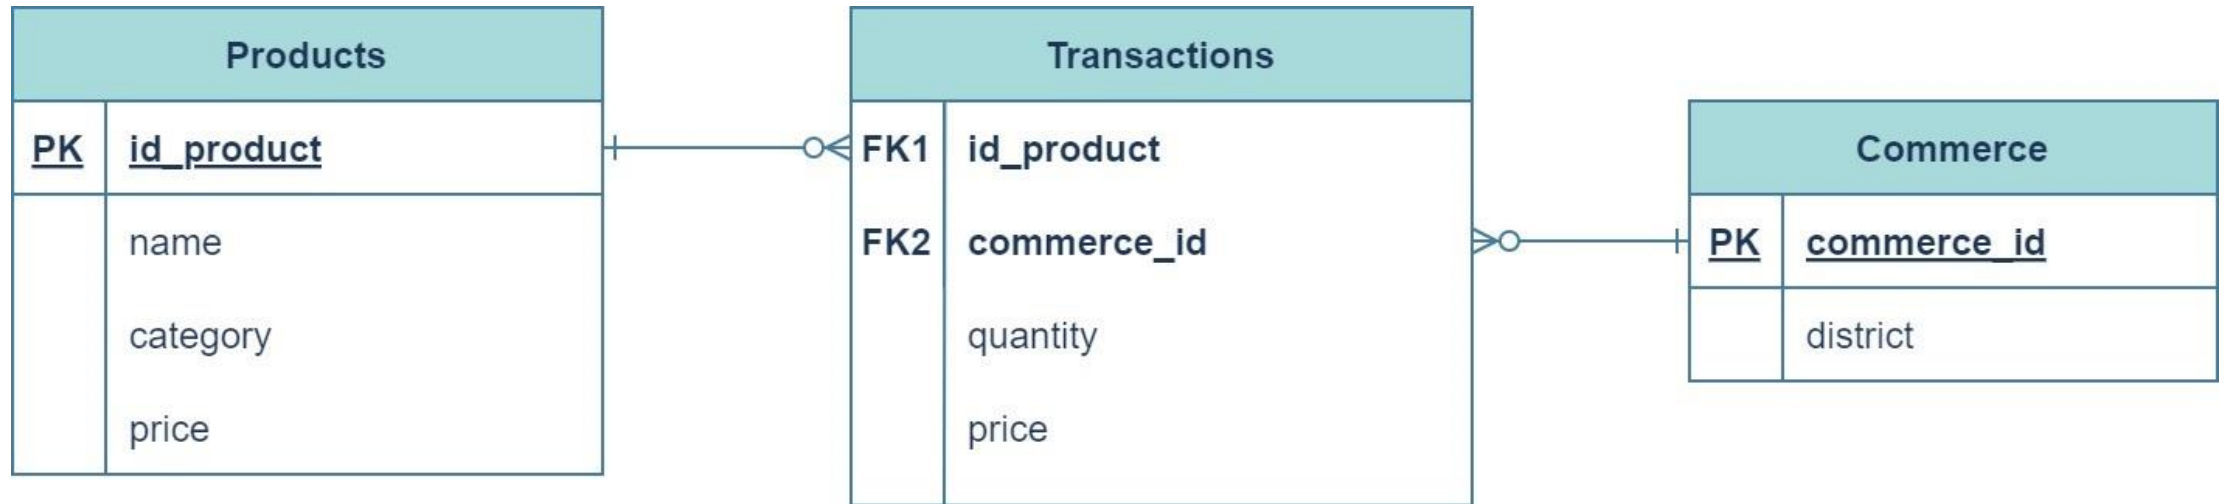 Products
PK id_product
name
category
price
Transactions
FK1 id_product
FK2 commerce_id
quantity
price
Commerce
PK commerce_id
district